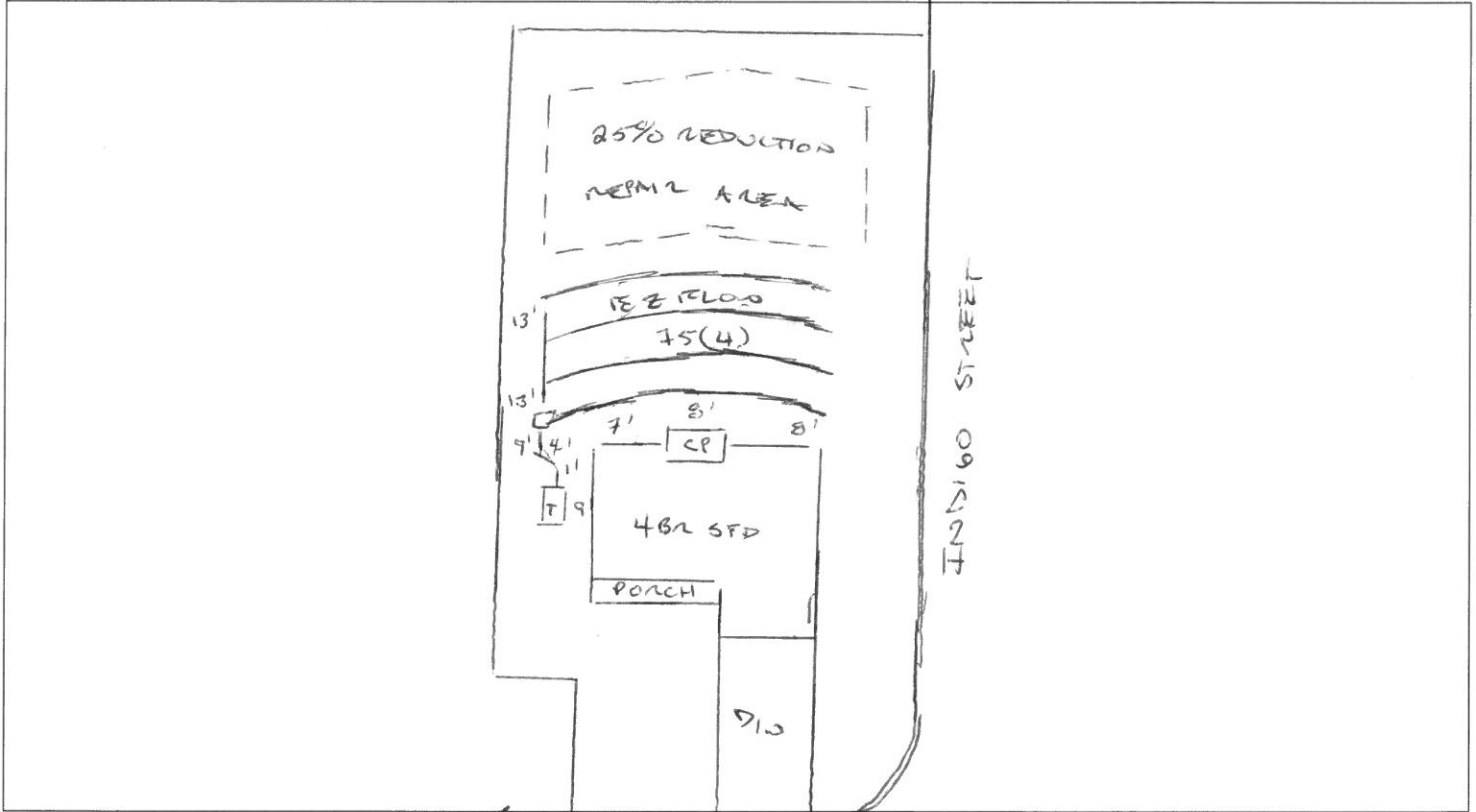 25% REDUCTION
REPAIR AREA
EZ FLOW
75(4)
13'
13'
7'
8'
8'
9'
4'
1'
CP
T
9
4BR SFD
PORCH
D/W
INDIGO STREET